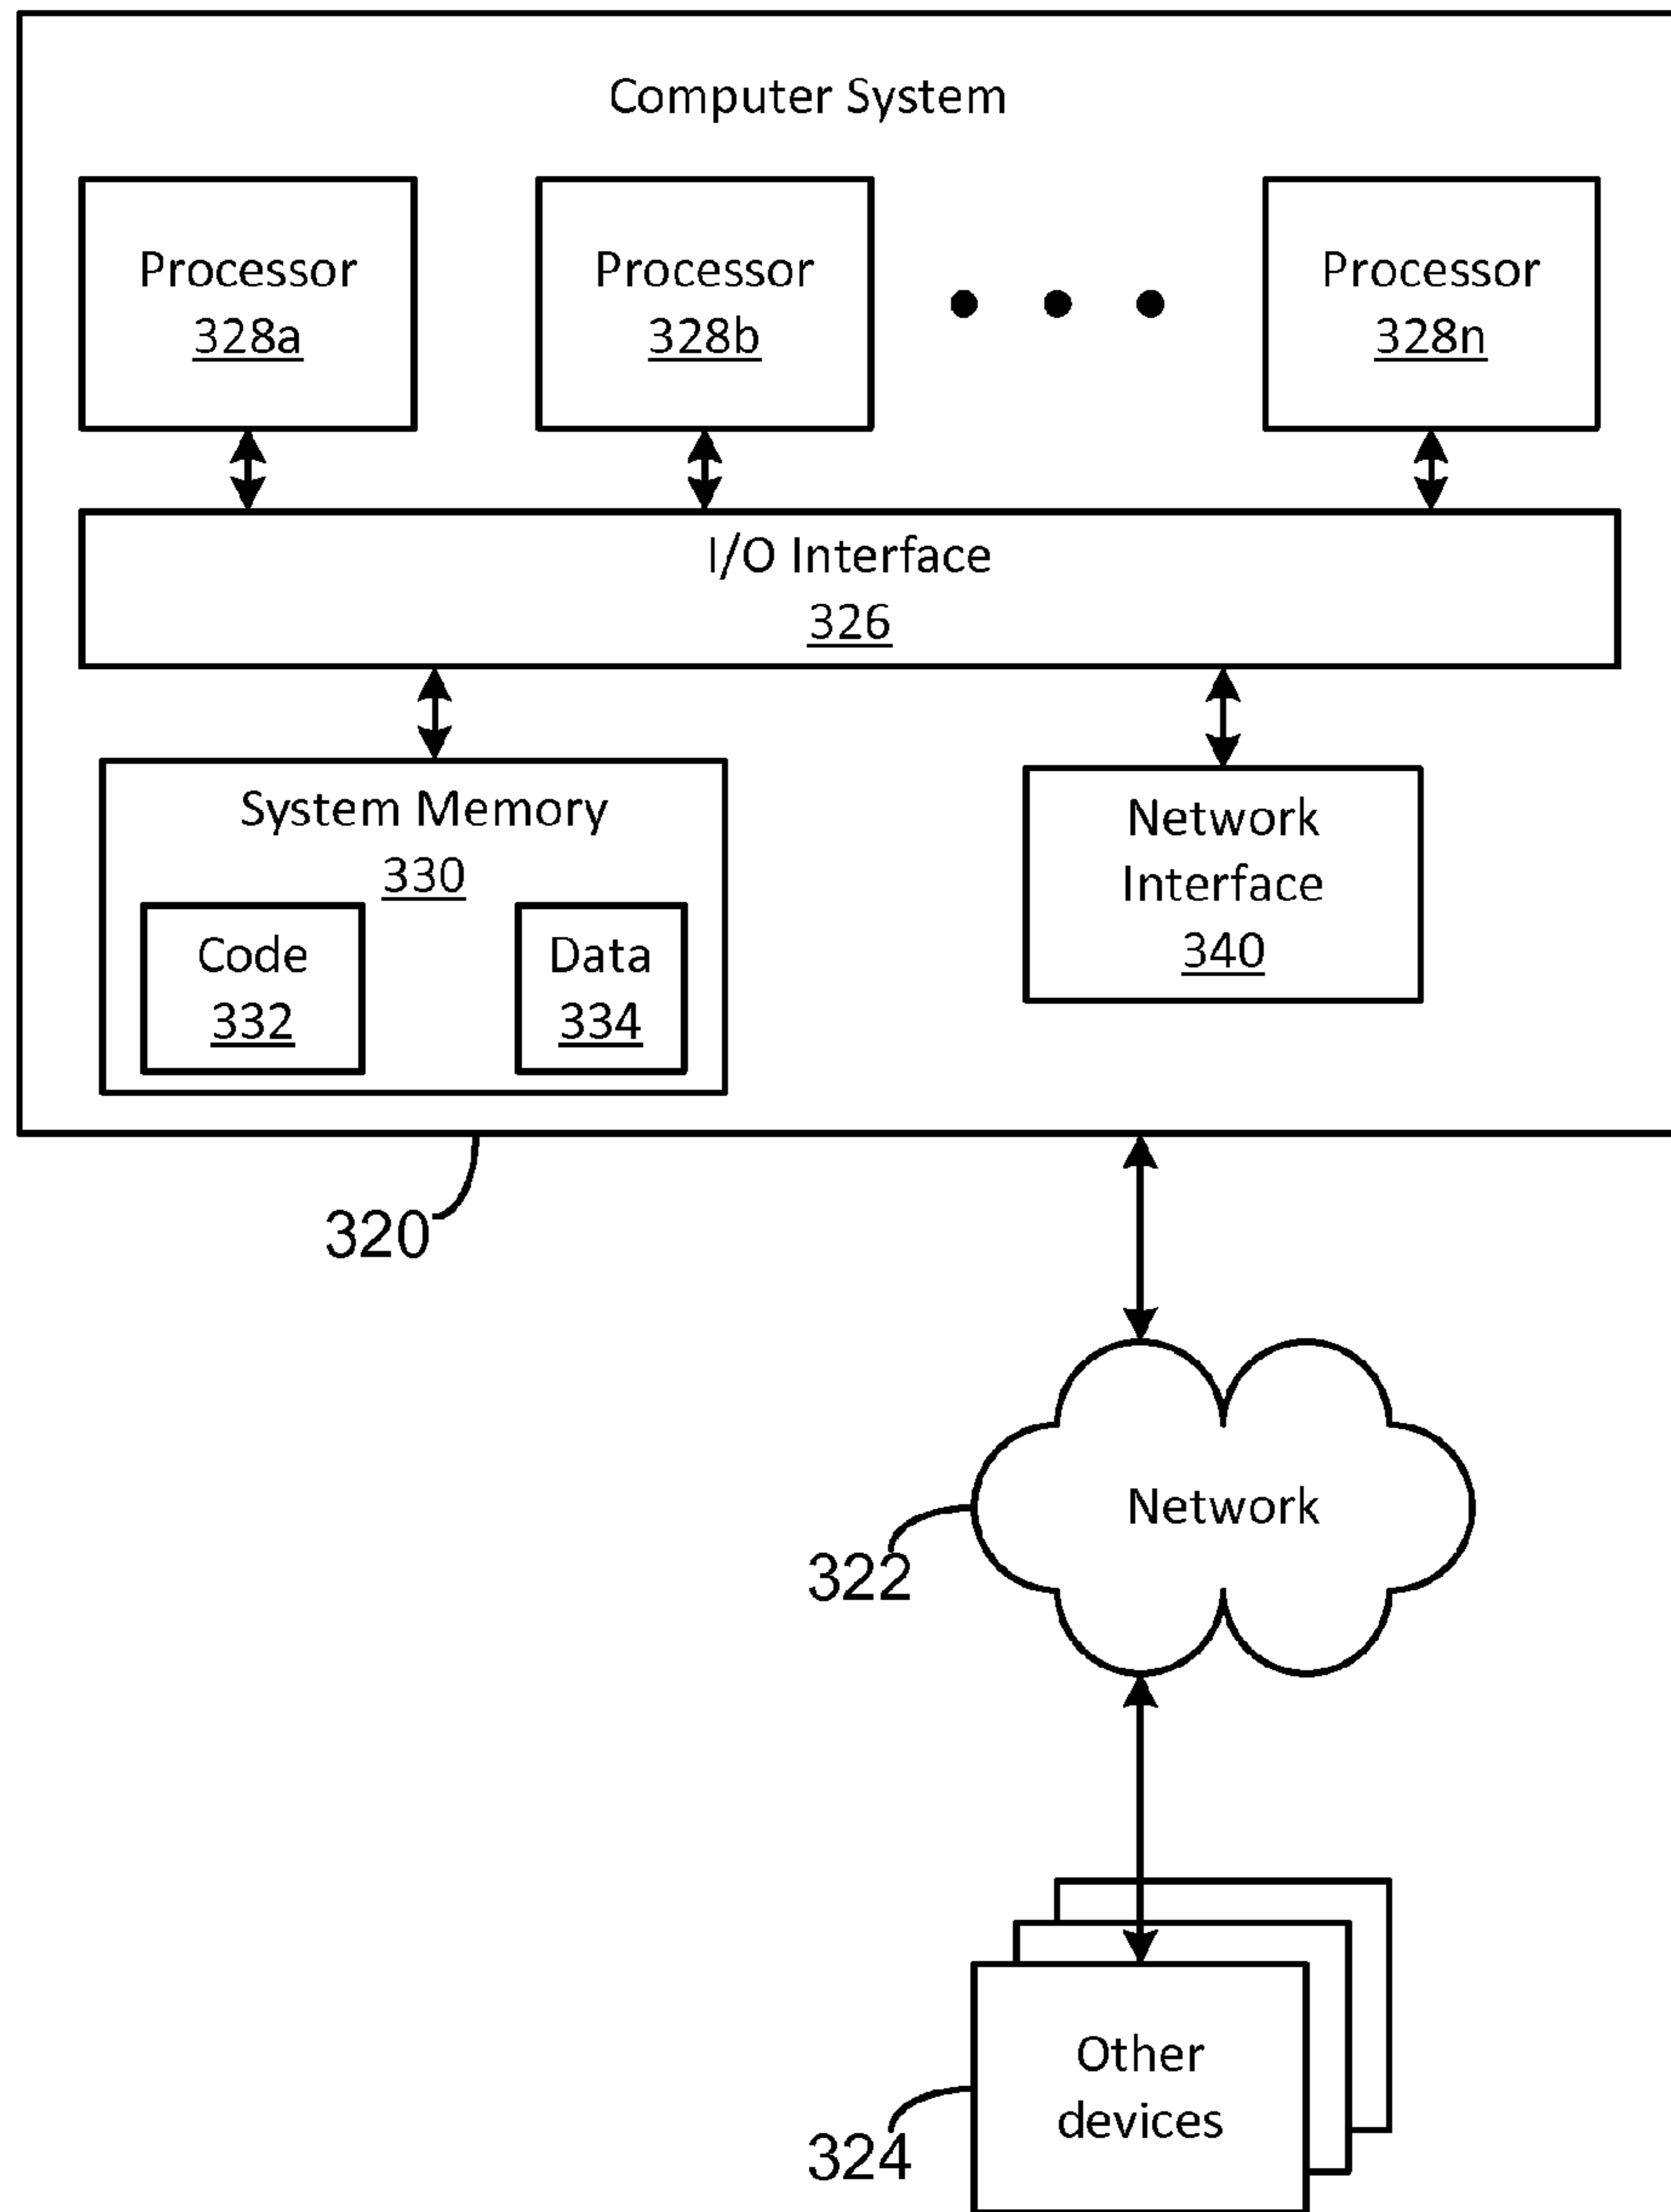 Computer System
Processor
328a
Processor
328b
Processor
328n
I/O Interface
326
System Memory
330
Code
332
Data
334
Network
Interface
340
320
Network
322
Other
devices
324